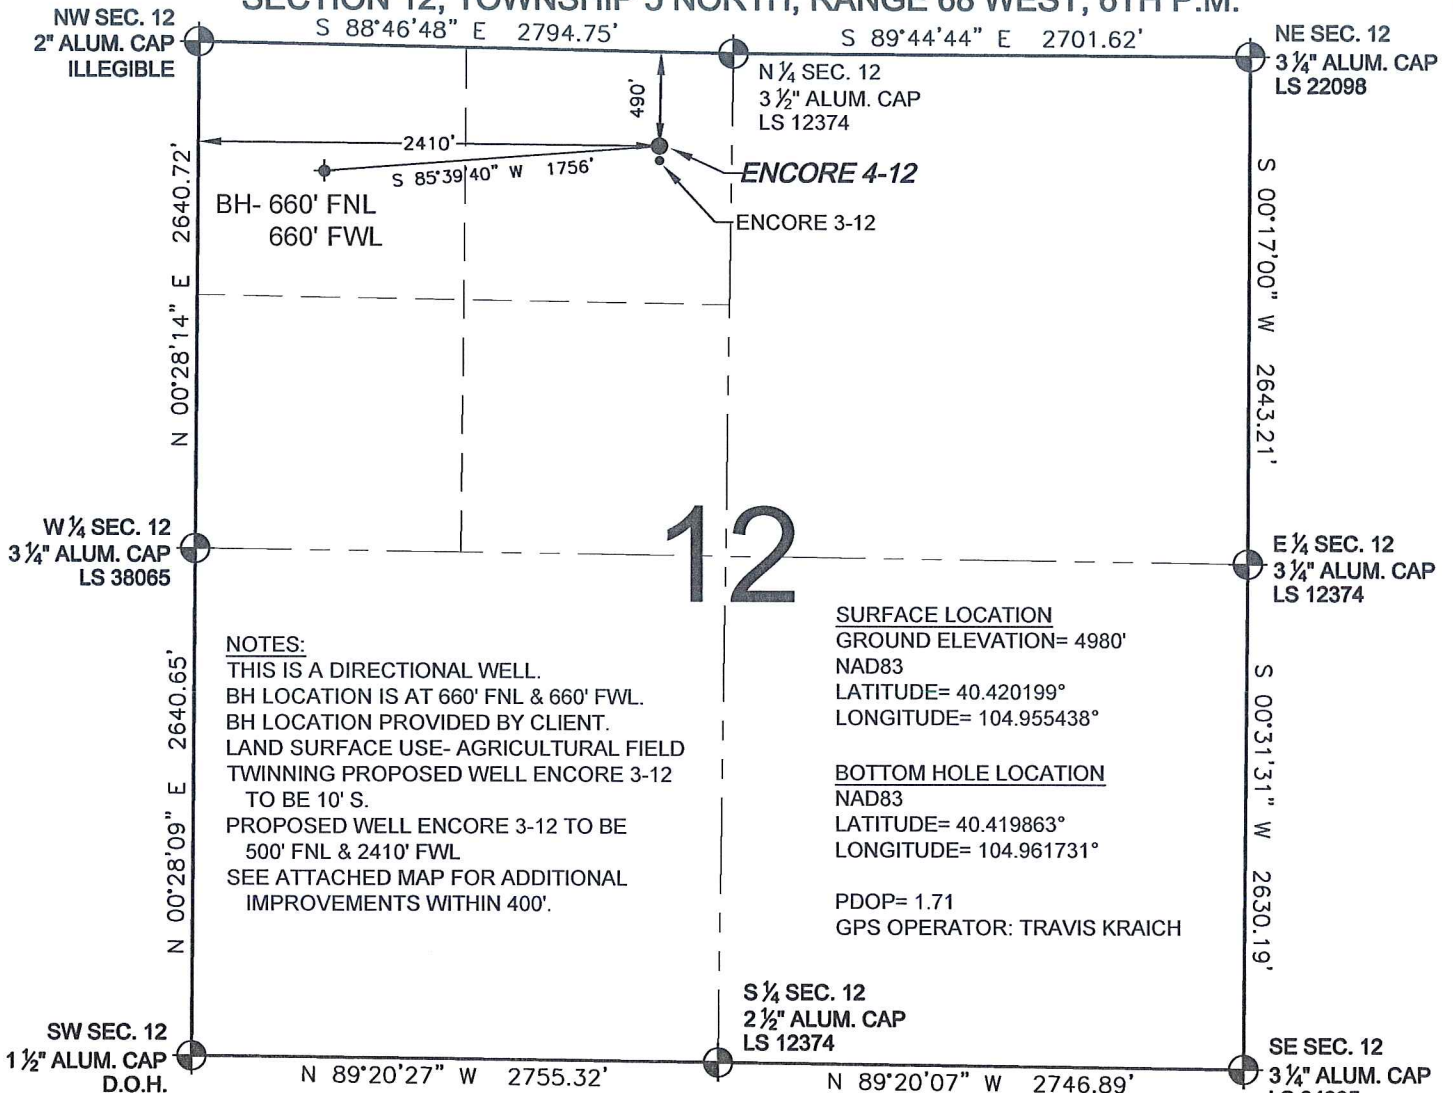 SECTION 12, TOWNSHIP 5 NORTH, RANGE 68 WEST, 6TH P.M.
NW SEC. 12
2" ALUM. CAP
ILLEGIBLE
S 88°46'48" E 2794.75'
S 89°44'44" E 2701.62'
NE SEC. 12
3 ¼" ALUM. CAP
LS 22098
N ¼ SEC. 12
3 ½" ALUM. CAP
LS 12374
490'
2410'
S 85°39'40" W 1756'
ENCORE 4-12
ENCORE 3-12
BH- 660' FNL
660' FWL
N 00°28'14" E 2640.72'
S 00°17'00" W 2643.21'
W ¼ SEC. 12
3 ¼" ALUM. CAP
LS 38065
12
E ¼ SEC. 12
3 ¼" ALUM. CAP
LS 12374
NOTES:
THIS IS A DIRECTIONAL WELL.
BH LOCATION IS AT 660' FNL & 660' FWL.
BH LOCATION PROVIDED BY CLIENT.
LAND SURFACE USE- AGRICULTURAL FIELD
TWINNING PROPOSED WELL ENCORE 3-12
TO BE 10' S.
PROPOSED WELL ENCORE 3-12 TO BE
500' FNL & 2410' FWL
SEE ATTACHED MAP FOR ADDITIONAL
IMPROVEMENTS WITHIN 400'.
SURFACE LOCATION
GROUND ELEVATION= 4980'
NAD83
LATITUDE= 40.420199°
LONGITUDE= 104.955438°
BOTTOM HOLE LOCATION
NAD83
LATITUDE= 40.419863°
LONGITUDE= 104.961731°
PDOP= 1.71
GPS OPERATOR: TRAVIS KRAICH
N 00°28'09" E 2640.65'
S 00°31'31" W 2630.19'
SW SEC. 12
1 ½" ALUM. CAP
D.O.H.
S ¼ SEC. 12
2 ½" ALUM. CAP
LS 12374
N 89°20'27" W 2755.32'
N 89°20'07" W 2746.89'
SE SEC. 12
3 ¼" ALUM. CAP